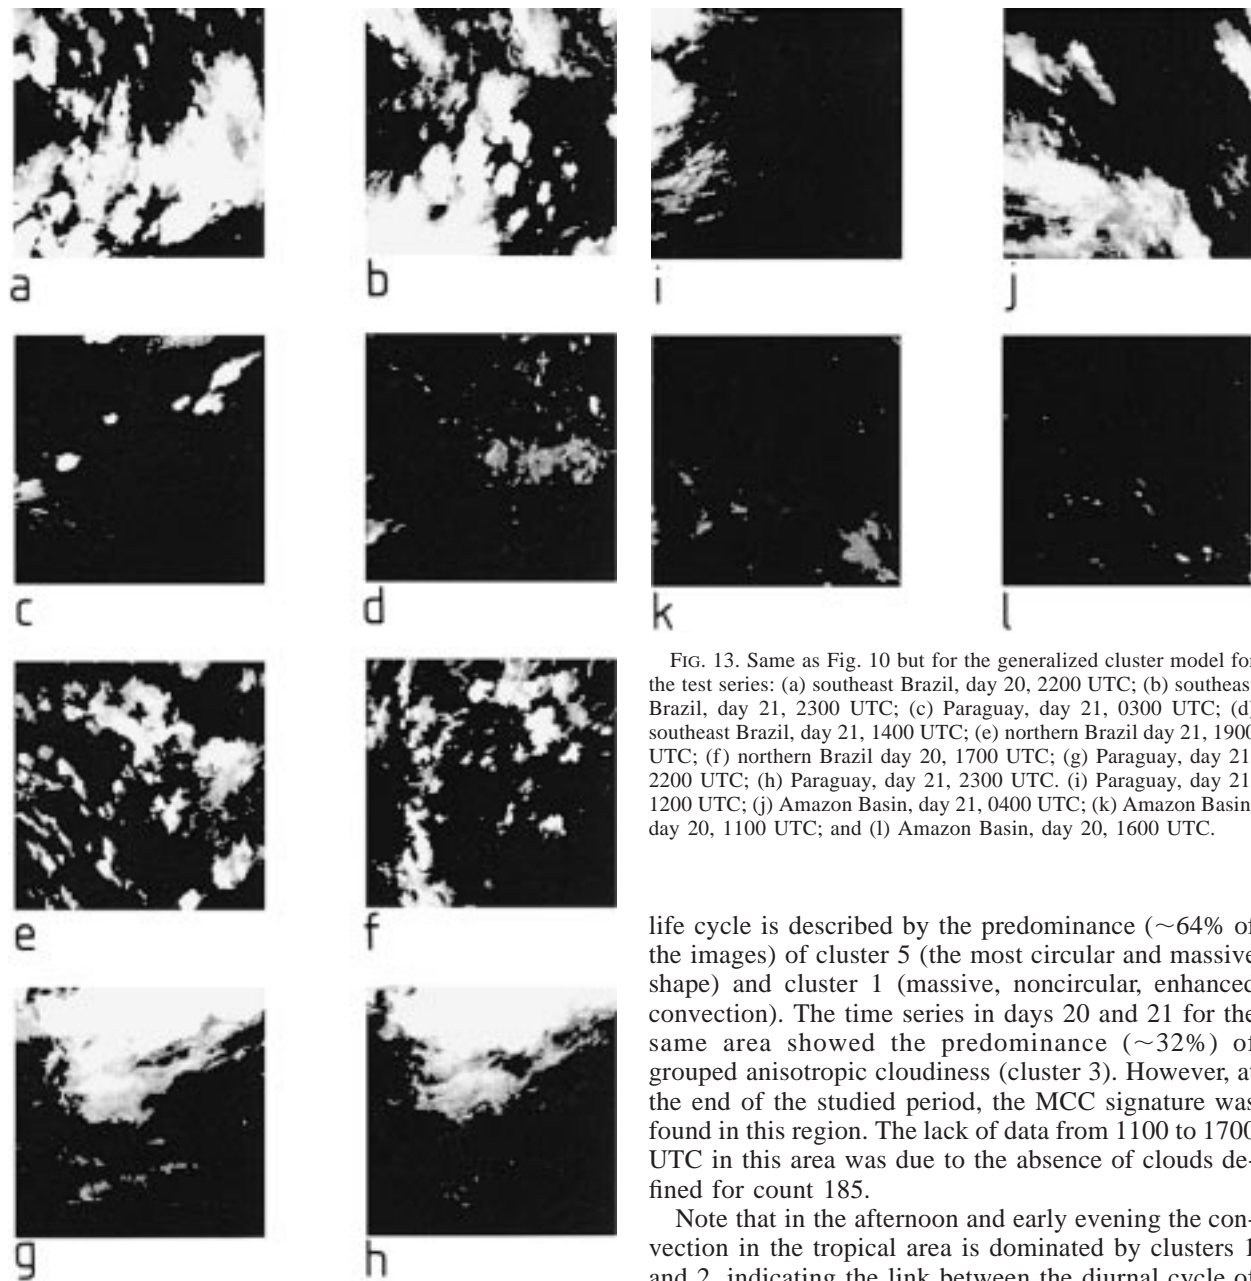 a
b
i
j
c
d
k
l
e
f
g
h
FIG. 13. Same as Fig. 10 but for the generalized cluster model for
the test series: (a) southeast Brazil, day 20, 2200 UTC; (b) southeast
Brazil, day 21, 2300 UTC; (c) Paraguay, day 21, 0300 UTC; (d)
southeast Brazil, day 21, 1400 UTC; (e) northern Brazil day 21, 1900
UTC; (f) northern Brazil day 20, 1700 UTC; (g) Paraguay, day 21
2200 UTC; (h) Paraguay, day 21, 2300 UTC. (i) Paraguay, day 21
1200 UTC; (j) Amazon Basin, day 21, 0400 UTC; (k) Amazon Basin
day 20, 1100 UTC; and (l) Amazon Basin, day 20, 1600 UTC.
life cycle is described by the predominance (~64% of
the images) of cluster 5 (the most circular and massive
shape) and cluster 1 (massive, noncircular, enhanced
convection). The time series in days 20 and 21 for the
same area showed the predominance (~32%) of
grouped anisotropic cloudiness (cluster 3). However, at
the end of the studied period, the MCC signature was
found in this region. The lack of data from 1100 to 1700
UTC in this area was due to the absence of clouds de-
fined for count 185.
Note that in the afternoon and early evening the con-
vection in the tropical area is dominated by clusters 1
and 2, indicating the link between the diurnal cycle of